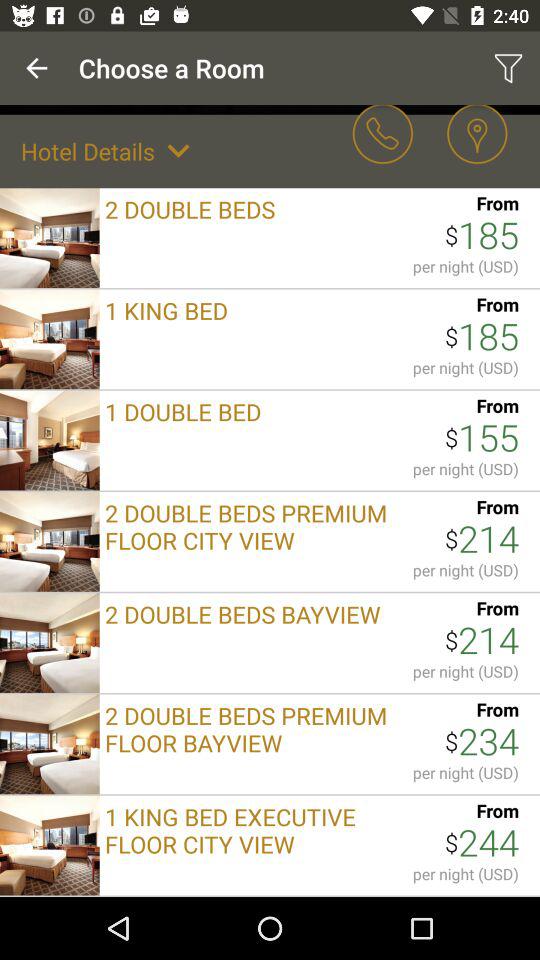 2:40
Choose a Room
Hotel Details
2 DOUBLE BEDS
From
$185
per night (USD)
1 KING BED
From
$185
per night (USD)
1 DOUBLE BED
From
$155
per night (USD)
2 DOUBLE BEDS PREMIUM
FLOOR CITY VIEW
From
$214
per night (USD)
2 DOUBLE BEDS BAYVIEW
From
$214
per night (USD)
2 DOUBLE BEDS PREMIUM
FLOOR BAYVIEW
From
$234
per night (USD)
1 KING BED EXECUTIVE
FLOOR CITY VIEW
From
$244
per night (USD)